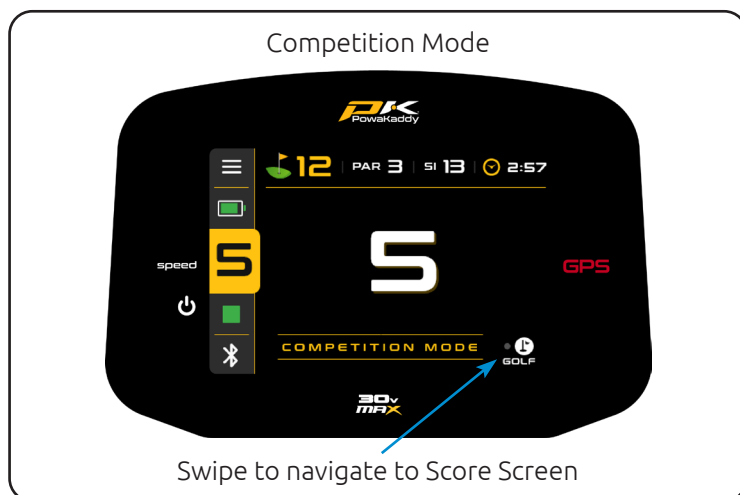 Competition Mode
PK
PowaKaddy
12 PAR 3 SI 13 2:57
speed
5
5
GPS
COMPETITION MODE
GOLF
30v
MAX
Swipe to navigate to Score Screen